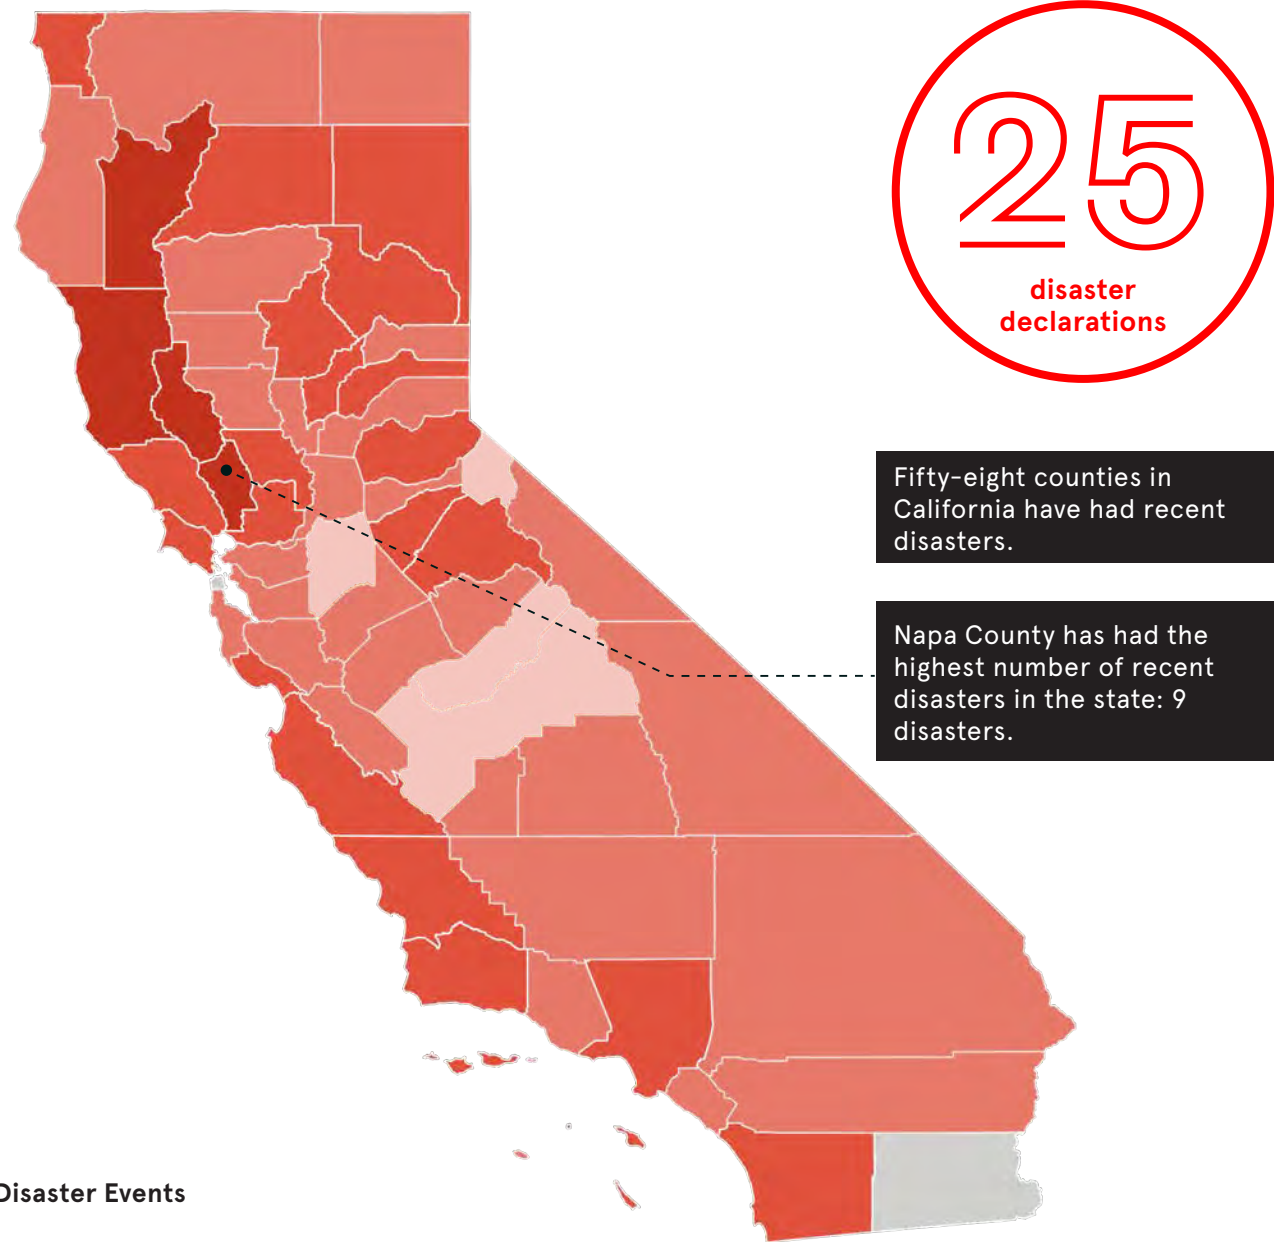 25
disaster
declarations
Fifty-eight counties in
California have had recent
disasters.
Napa County has had the
highest number of recent
disasters in the state: 9
disasters.
Disaster Events